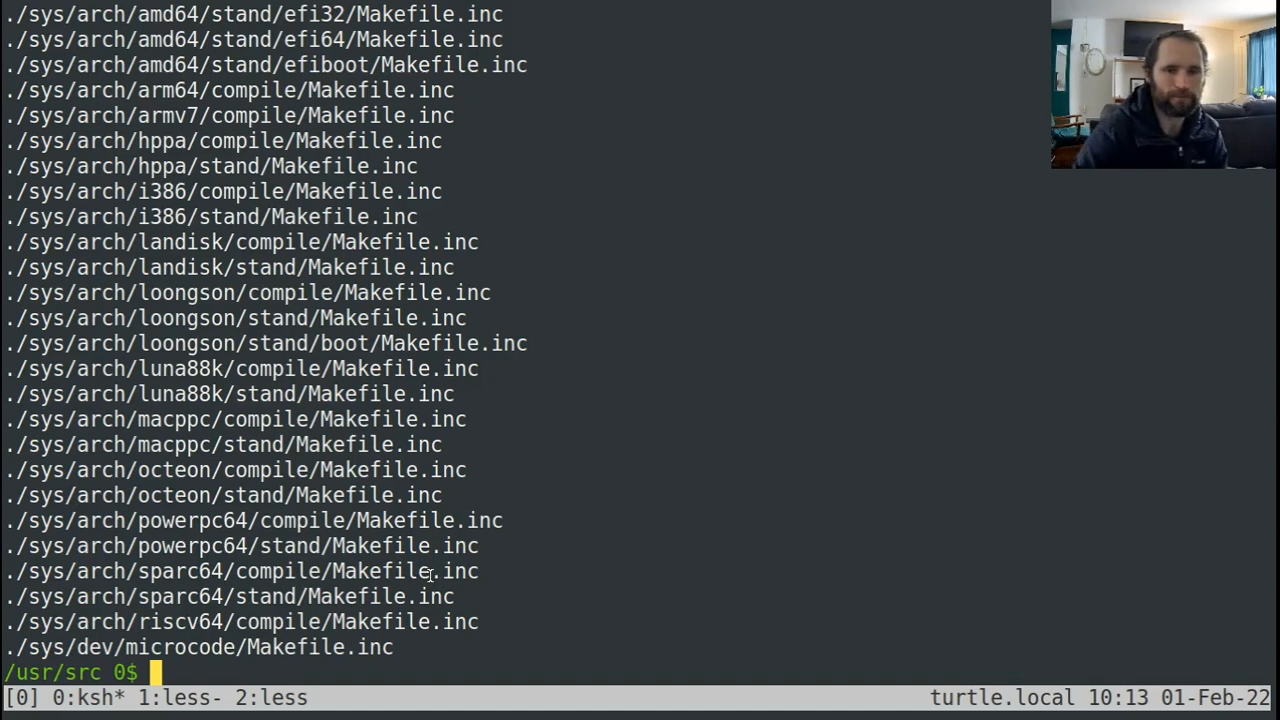 ./sys/arch/amd64/stand/efi32/Makefile.inc
./sys/arch/amd64/stand/efi64/Makefile.inc
./sys/arch/amd64/stand/efiboot/Makefile.inc
./sys/arch/arm64/compile/Makefile.inc
./sys/arch/armv7/compile/Makefile.inc
./sys/arch/hppa/compile/Makefile.inc
./sys/arch/hppa/stand/Makefile.inc
./sys/arch/i386/compile/Makefile.inc
./sys/arch/i386/stand/Makefile.inc
./sys/arch/landisk/compile/Makefile.inc
./sys/arch/landisk/stand/Makefile.inc
./sys/arch/loongson/compile/Makefile.inc
./sys/arch/loongson/stand/Makefile.inc
./sys/arch/loongson/stand/boot/Makefile.inc
./sys/arch/luna88k/compile/Makefile.inc
./sys/arch/luna88k/stand/Makefile.inc
./sys/arch/macppc/compile/Makefile.inc
./sys/arch/macppc/stand/Makefile.inc
./sys/arch/octeon/compile/Makefile.inc
./sys/arch/octeon/stand/Makefile.inc
./sys/arch/powerpc64/compile/Makefile.inc
./sys/arch/powerpc64/stand/Makefile.inc
./sys/arch/sparc64/compile/Makefile.inc
./sys/arch/sparc64/stand/Makefile.inc
./sys/arch/riscv64/compile/Makefile.inc
./sys/dev/microcode/Makefile.inc
/usr/src 0$
[0] 0:ksh* 1:less- 2:less turtle.local 10:13 01-Feb-22